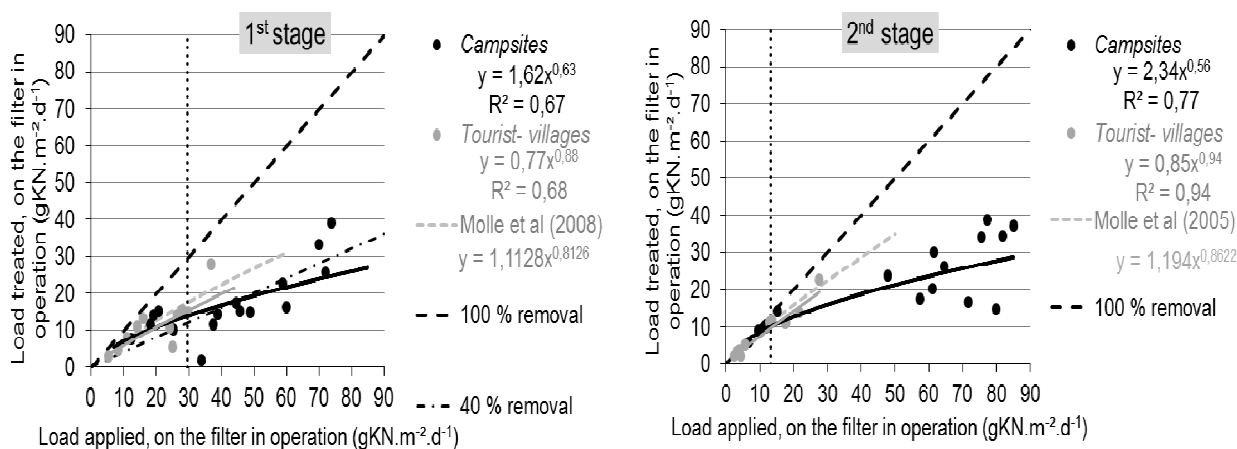 1st stage
Load treated, on the filter in
operation (gKN.m⁻².d⁻¹)
90
80
70
60
50
40
30
20
10
0
0 10 20 30 40 50 60 70 80 90
Load applied, on the filter in operation (gKN.m⁻².d⁻¹)
Campsites
y = 1,62x^0,63
R² = 0,67
Tourist- villages
y = 0,77x^0,88
R² = 0,68
Molle et al (2008)
y = 1,1128x^0,8126
100 % removal
40 % removal
2nd stage
Load treated, on the filter in
operation (gKN.m⁻².d⁻¹)
90
80
70
60
50
40
30
20
10
0
0 10 20 30 40 50 60 70 80 90
Load applied, on the filter in operation (gKN.m⁻².d⁻¹)
Campsites
y = 2,34x^0,56
R² = 0,77
Tourist- villages
y = 0,85x^0,94
R² = 0,94
Molle et al (2005)
y = 1,194x^0,8622
100 % removal